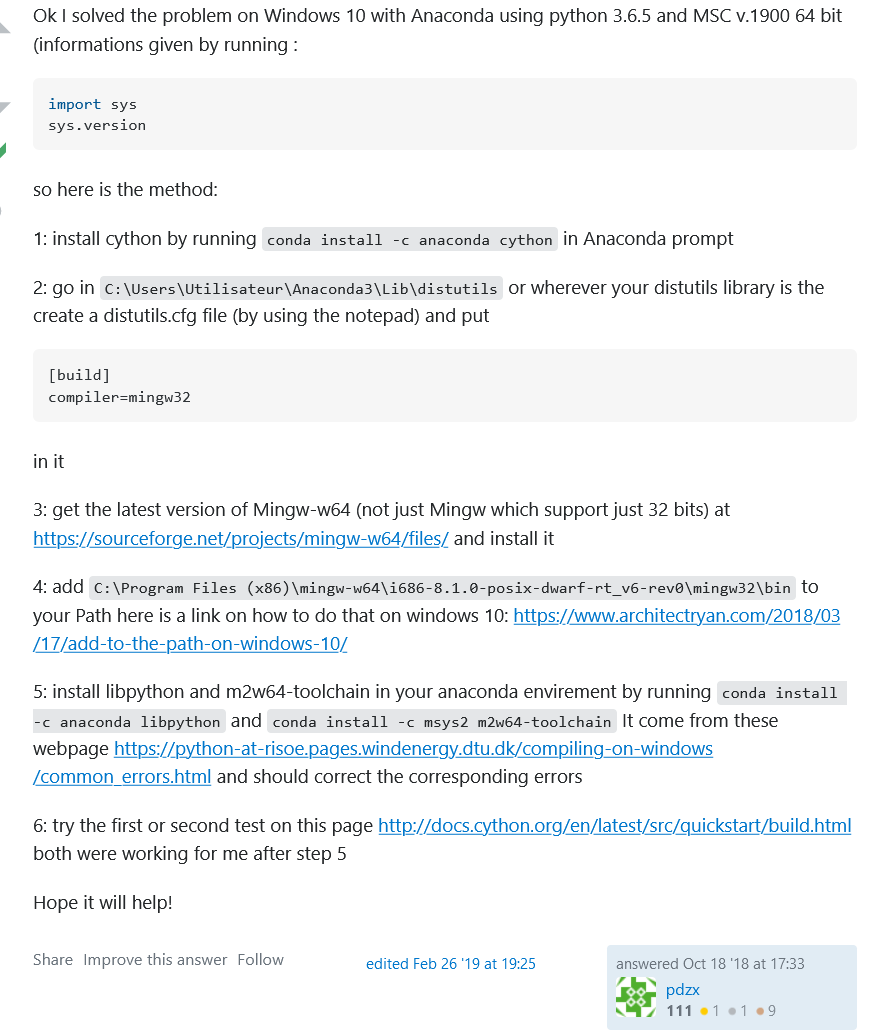 Ok I solved the problem on Windows 10 with Anaconda using python 3.6.5 and MSC v.1900 64 bit
(informations given by running :
import sys
sys.version
so here is the method:
1: install cython by running conda install -c anaconda cython in Anaconda prompt
2: go in C:\Users\Utilisateur\Anaconda3\Lib\distutils or wherever your distutils library is the
create a distutils.cfg file (by using the notepad) and put
[build]
compiler=mingw32
in it
3: get the latest version of Mingw-w64 (not just Mingw which support just 32 bits) at
https://sourceforge.net/projects/mingw-w64/files/ and install it
4: add C:\Program Files (x86)\mingw-w64\i686-8.1.0-posix-dwarf-rt_v6-rev0\mingw32\bin to
your Path here is a link on how to do that on windows 10: https://www.architectryan.com/2018/03
/17/add-to-the-path-on-windows-10/
5: install libpython and m2w64-toolchain in your anaconda envirement by running conda install
-c anaconda libpython and conda install -c msys2 m2w64-toolchain It come from these
webpage https://python-at-risoe.pages.windenergy.dtu.dk/compiling-on-windows
/common_errors.html and should correct the corresponding errors
6: try the first or second test on this page http://docs.cython.org/en/latest/src/quickstart/build.html
both were working for me after step 5
Hope it will help!
Share Improve this answer Follow
edited Feb 26 '19 at 19:25
answered Oct 18 '18 at 17:33
pdzx
111 1 1 9